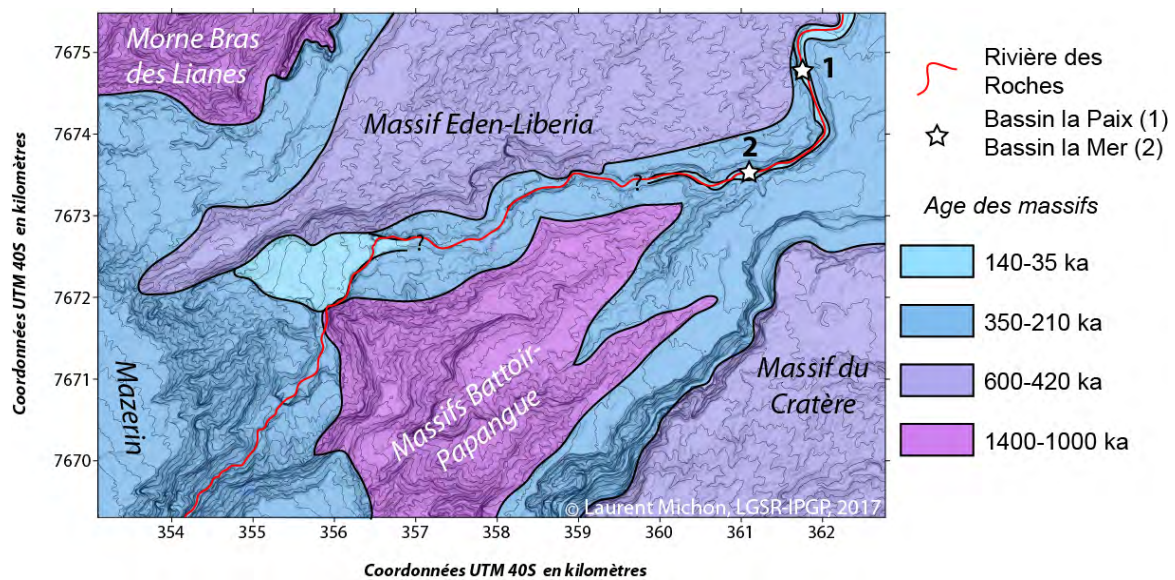 Morne Bras
des Lianes
Massif Eden-Liberia
Mazerin
Massifs Battoir-
Papangue
Massif du
Cratère
1
2
?
?
© Laurent Michon, LGSR-IPGP, 2017
7675
7674
7673
7672
7671
7670
Coordonnées UTM 40S en kilomètres
354
355
356
357
358
359
360
361
362
Coordonnées UTM 40S en kilomètres
Rivière des
Roches
Bassin la Paix (1)
Bassin la Mer (2)
Age des massifs
140-35 ka
350-210 ka
600-420 ka
1400-1000 ka